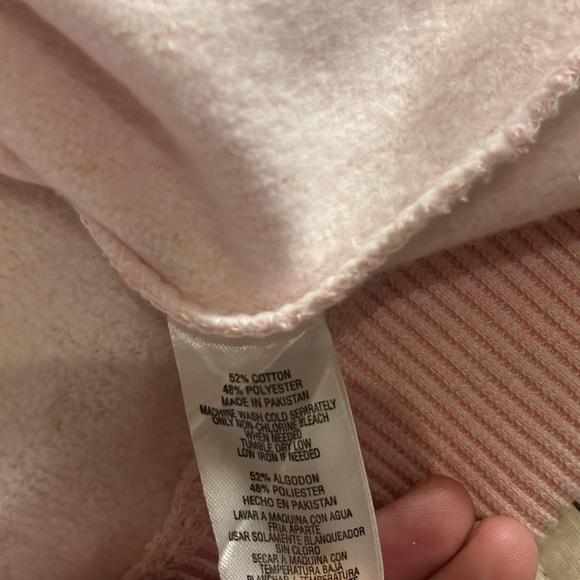 52% COTTON
48% POLYESTER
MADE IN PAKISTAN
MACHINE WASH COLD SEPARATELY
ONLY NON-CHLORINE BLEACH
WHEN NEEDED
TUMBLE DRY LOW
LOW IRON IF NEEDED
52% ALGODON
48% POLIESTER
HECHO EN PAKISTAN
LAVAR A MAQUINA CON AGUA
FRIA APARTE
USAR SOLAMENTE BLANQUEADOR
SIN CLORO
SECAR A MAQUINA CON
TEMPERATURA BAJA
PLANCHAR A TEMPERATURA